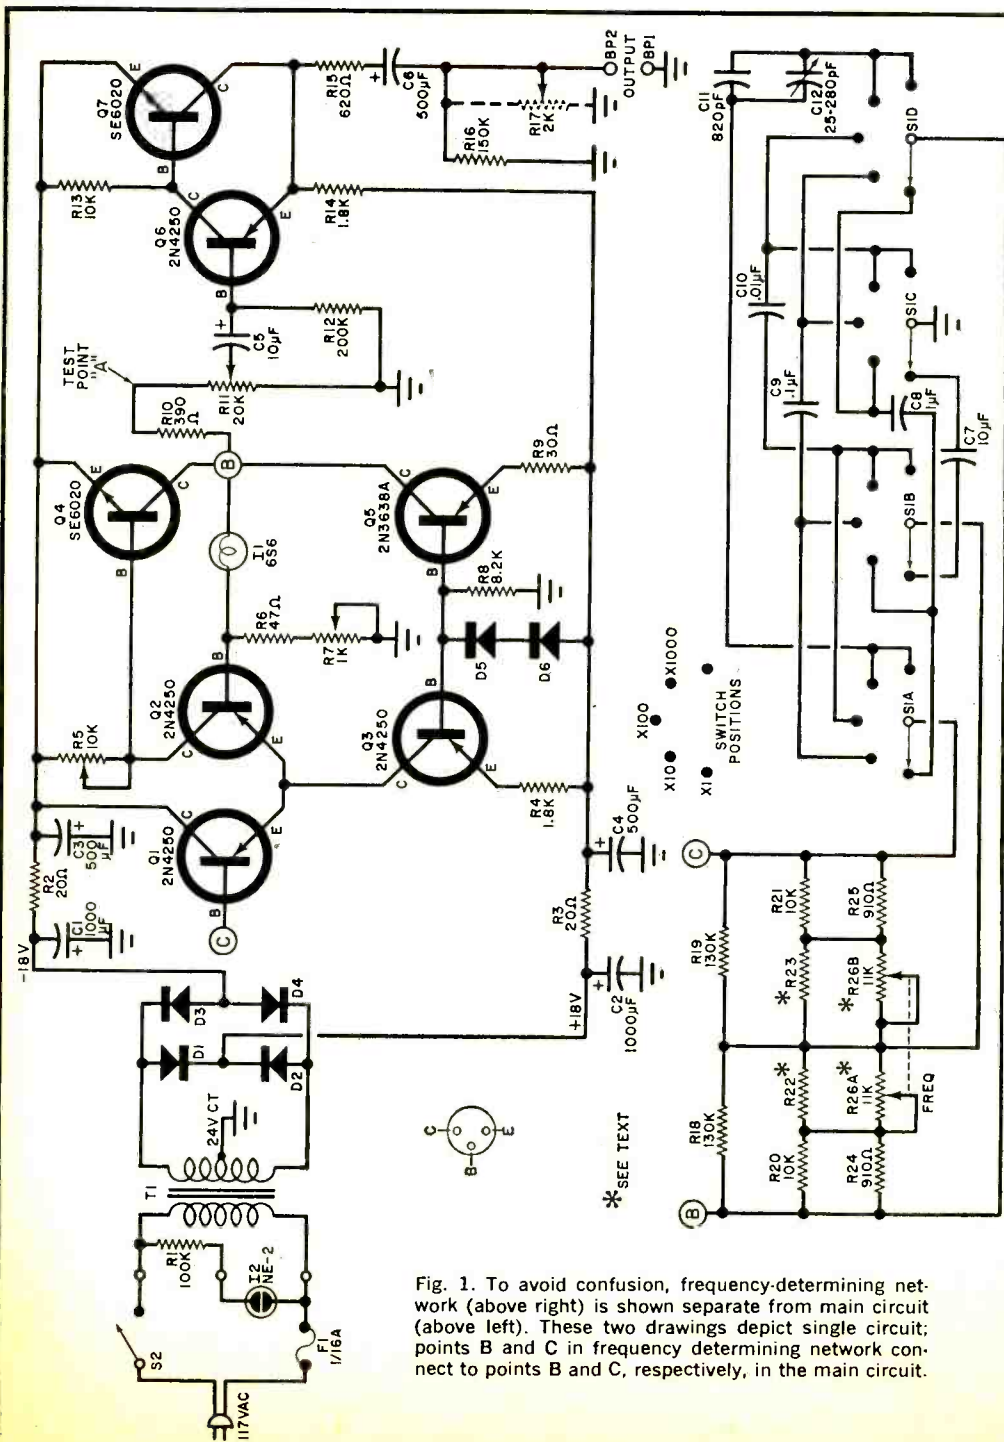 Q7
SE6020
E
C
B
R13
10K
Q6
2N4250
C
E
B
R14
1.8K
R15
620Ω
+
C6
500µF
R16
150K
R17
2K
BP2
OUTPUT
BP1
TEST
POINT
"A"
R10
390
Ω
R11
20K
+
C5
10µF
R12
200K
Q4
SE6020
E
C
B
B
I1
6S6
Q5
2N3638A
C
E
B
R9
30Ω
R8
8.2K
R6
47Ω
R7
1K
D5
D6
R5
10K
Q2
2N4250
B
C
E
Q3
2N4250
C
B
E
R4
1.8K
Q1
2N4250
C
E
B
C
C3
500
µF
+
R2
20Ω
C1
1000
µF
+
-18V
R3
20Ω
+
C4
500µF
+18V
+
C2
1000µF
D3
D4
D1
D2
24V CT
T1
R1
100K
I2
NE-2
F1
1/16A
S2
117VAC
C
B
E
* SEE TEXT
C11
820pF
C12
25-280pF
S1D
C10
.01µF
S1C
C9
.1µF
C8
1µF
C7
10µF
S1B
S1A
X1
X10
X100
X1000
SWITCH
POSITIONS
C
R19
130K
R21
10K
R25
910Ω
*R23
*R26B
11K
R18
130K
R22*
R26A*
11K
FREQ
R20
10K
R24
910Ω
B
Fig. 1. To avoid confusion, frequency-determining net-
work (above right) is shown separate from main circuit
(above left). These two drawings depict single circuit;
points B and C in frequency determining network con-
nect to points B and C, respectively, in the main circuit.